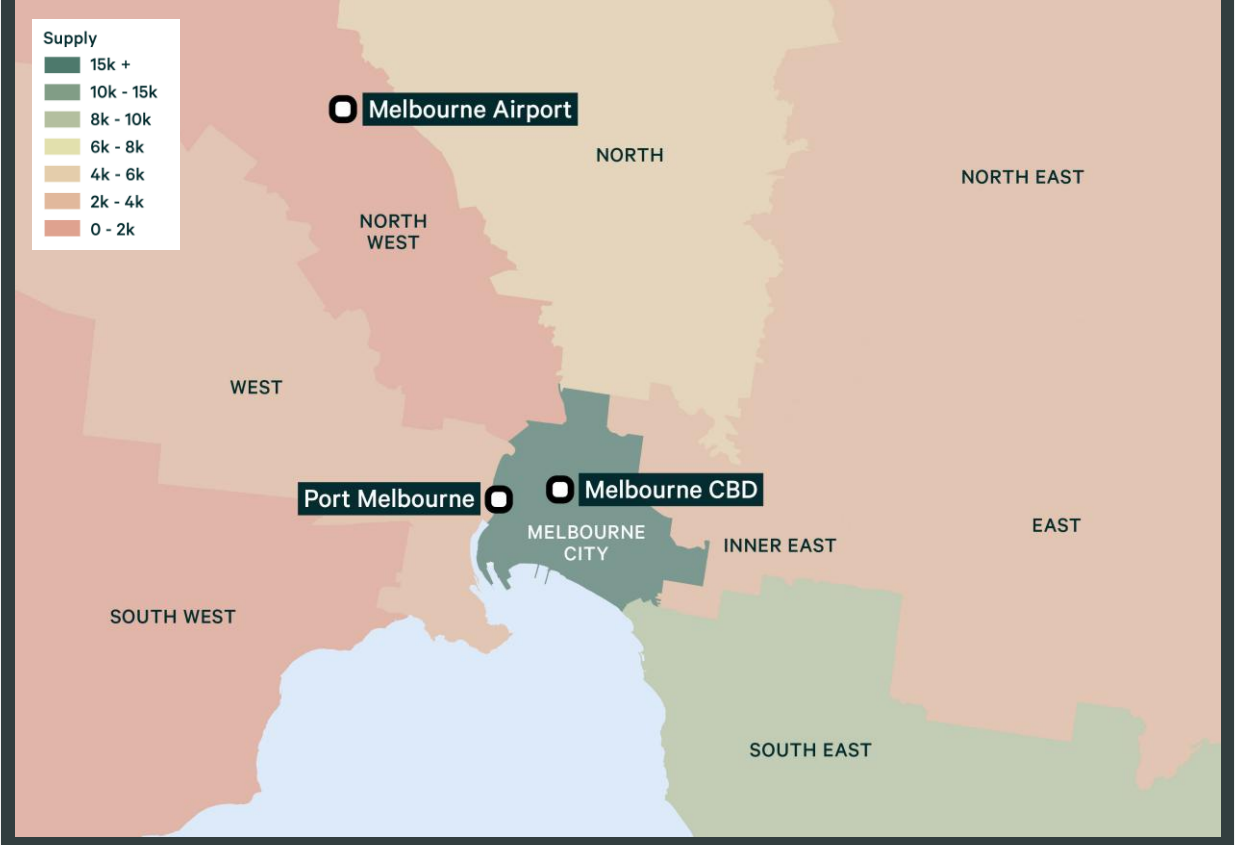 Supply
15k +
10k - 15k
8k - 10k
6k - 8k
4k - 6k
2k - 4k
0 - 2k
Melbourne Airport
NORTH
NORTH EAST
NORTH
WEST
WEST
Melbourne CBD
Port Melbourne
MELBOURNE
CITY
INNER EAST
EAST
SOUTH WEST
SOUTH EAST